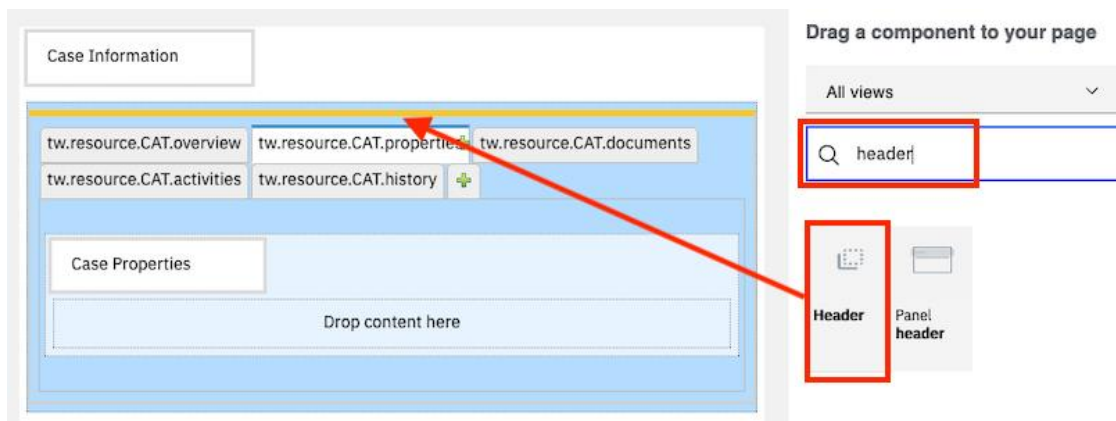 Drag a component to your page
Case Information
All views
tw.resource.CAT.overview
tw.resource.CAT.properties
tw.resource.CAT.documents
header
tw.resource.CAT.activities
tw.resource.CAT.history
Case Properties
Drop content here
Header
Panel
header